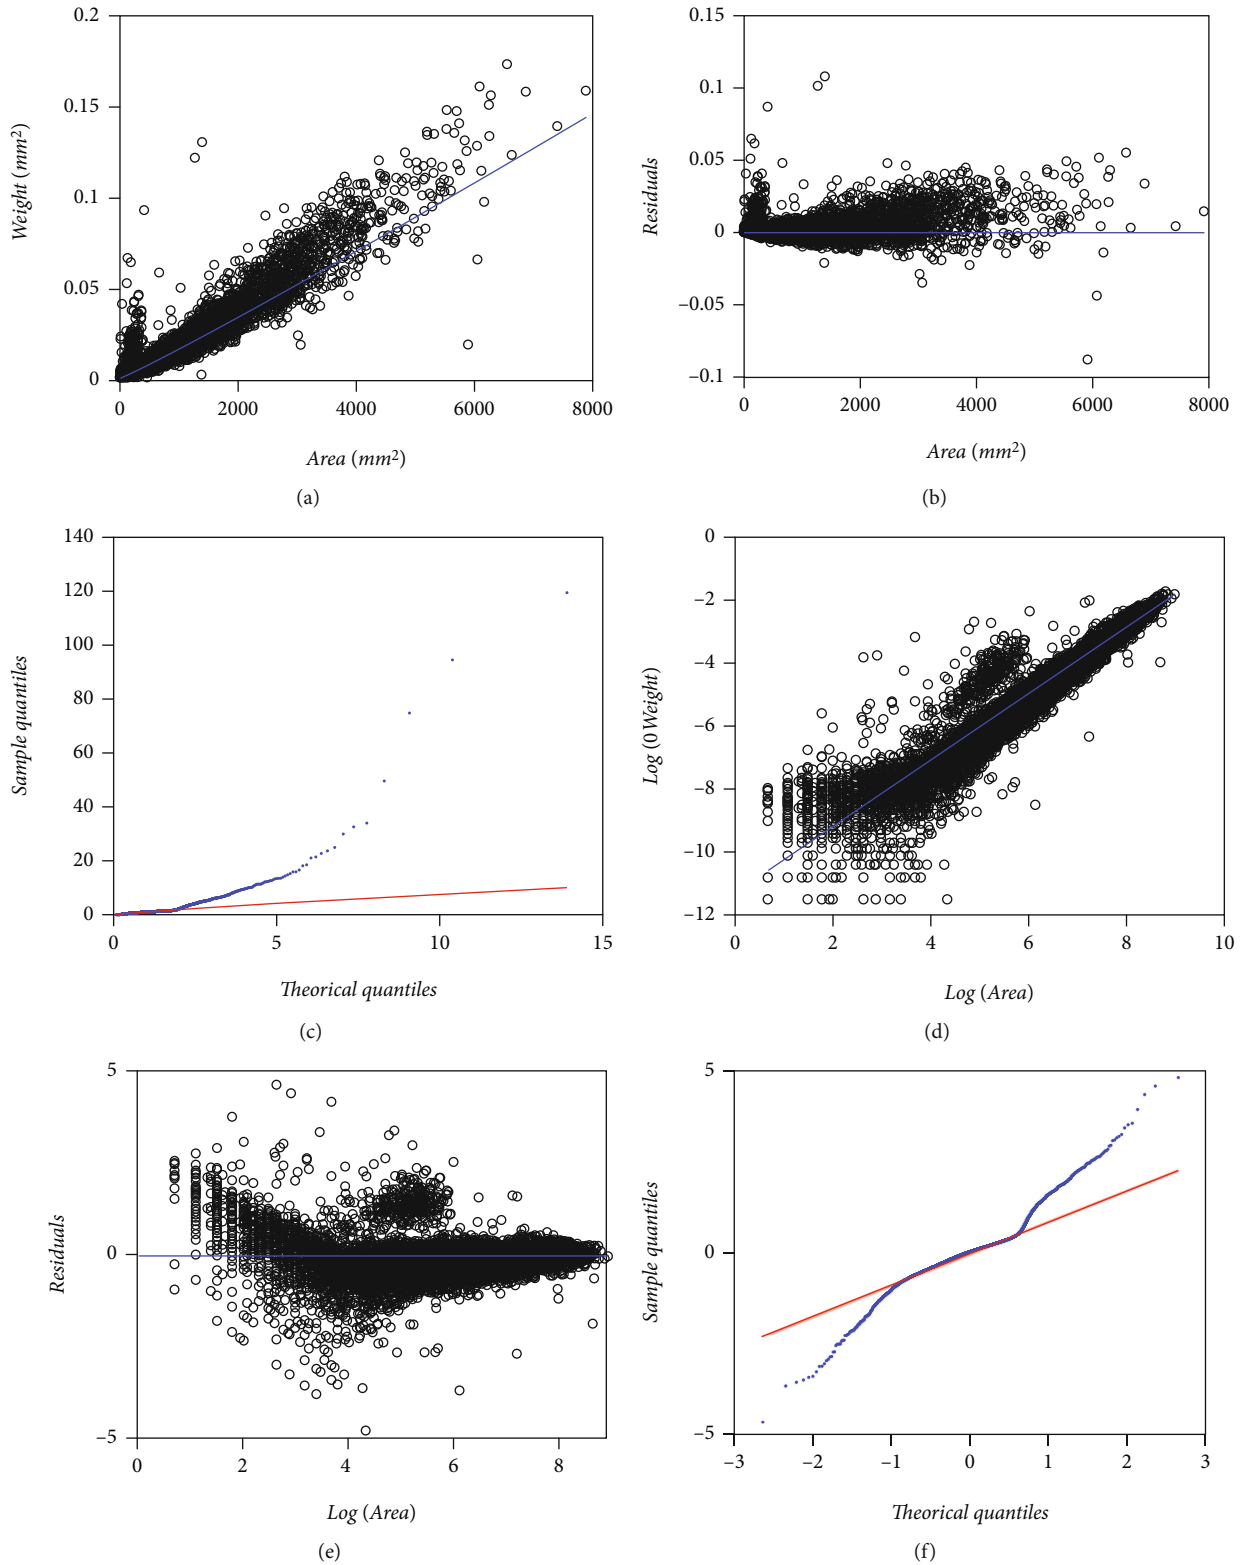 0.2
0.15
0.1
0.05
0
Weight (mm²)
0 2000 4000 6000 8000
Area (mm²)
(a)
0.15
0.1
0.05
0
−0.05
−0.1
Residuals
0 2000 4000 6000 8000
Area (mm²)
(b)
140
120
100
80
60
40
20
0
Sample quantiles
0 5 10 15
Theorical quantiles
(c)
0
−2
−4
−6
−8
−10
−12
Log (0 Weight)
0 2 4 6 8 10
Log (Area)
(d)
5
0
−5
Residuals
0 2 4 6 8
Log (Area)
(e)
5
0
−5
Sample quantiles
−3 −2 −1 0 1 2 3
Theorical quantiles
(f)